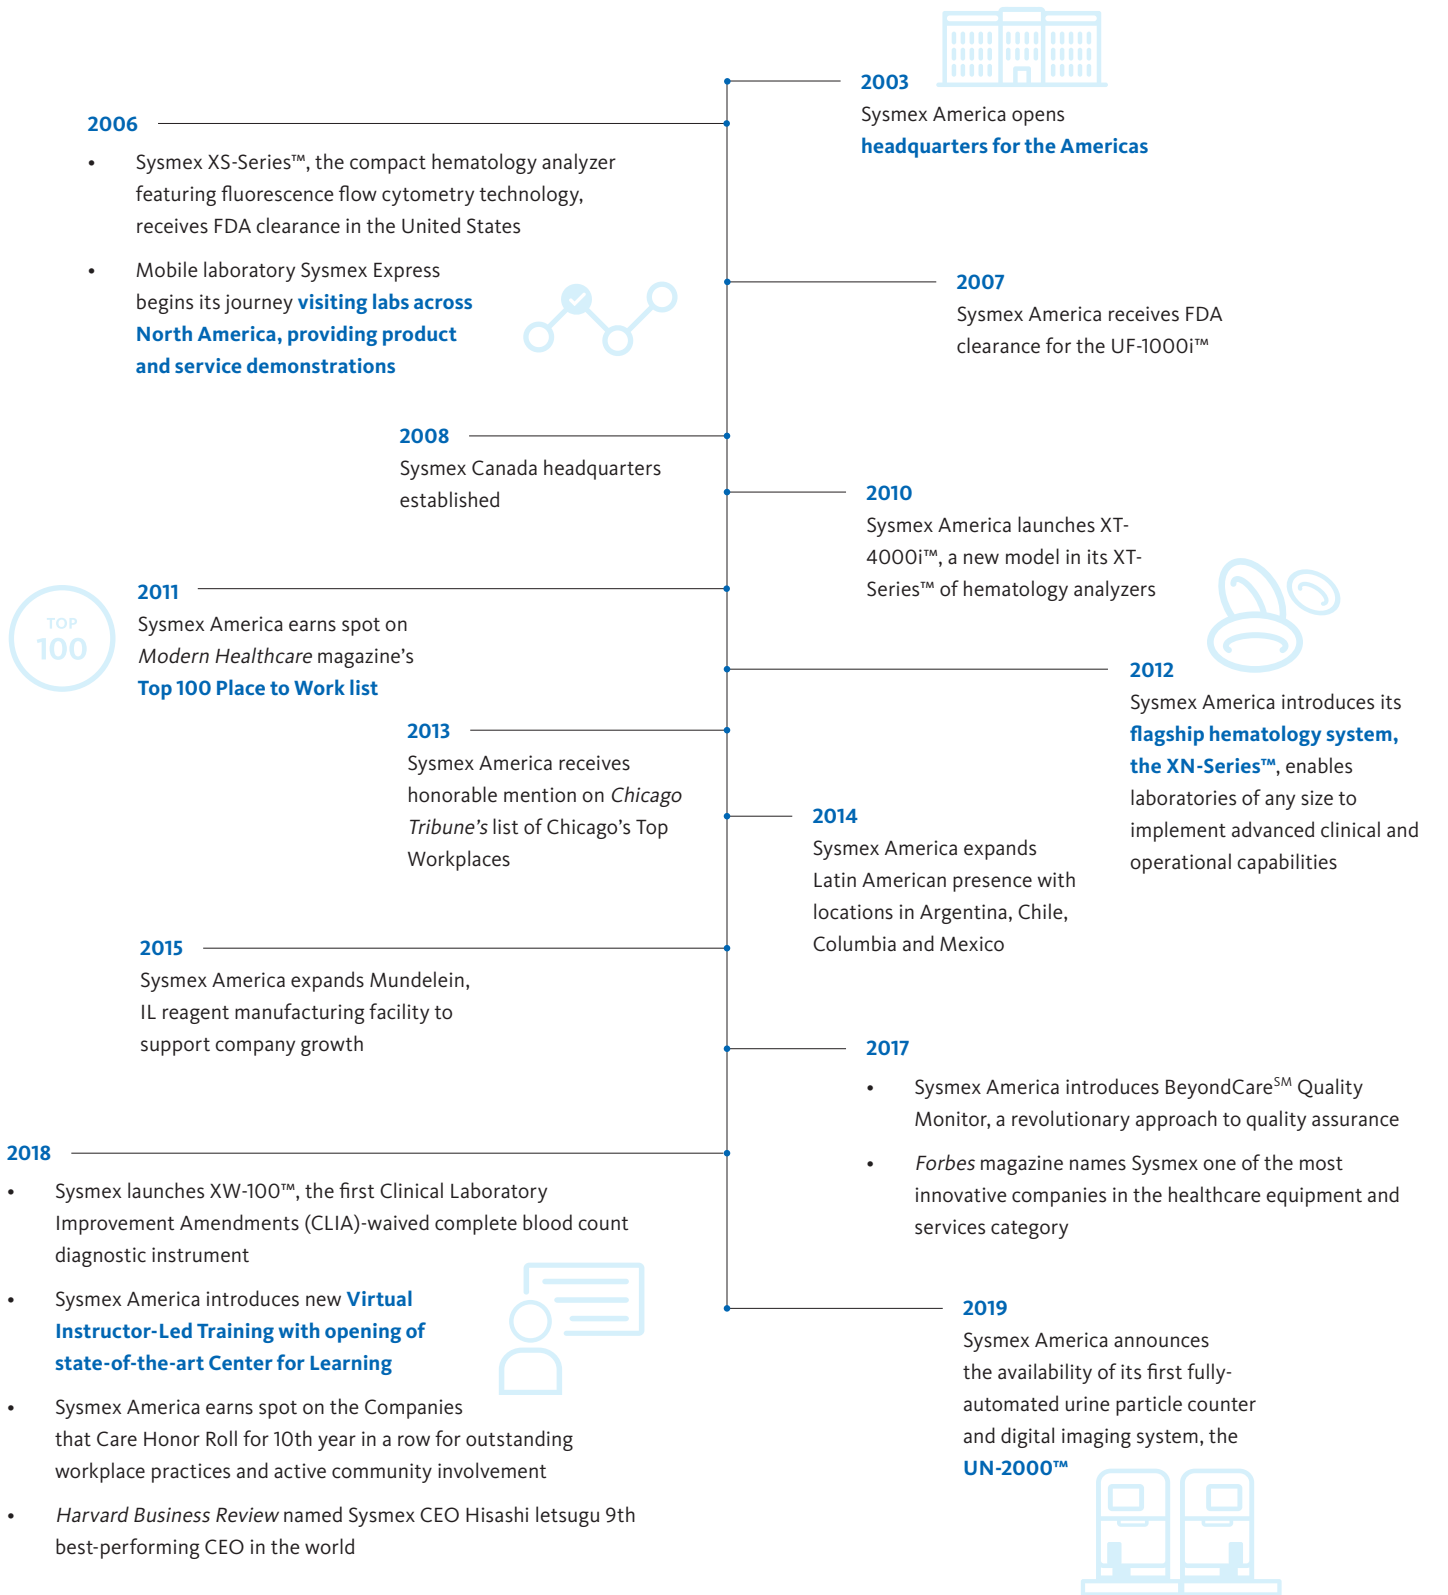 2003
Sysmex America opens
headquarters for the Americas
2006
• Sysmex XS-Series™, the compact hematology analyzer
featuring fluorescence flow cytometry technology,
receives FDA clearance in the United States
• Mobile laboratory Sysmex Express
begins its journey visiting labs across
North America, providing product
and service demonstrations
2007
Sysmex America receives FDA
clearance for the UF-1000i™
2008
Sysmex Canada headquarters
established
2010
Sysmex America launches XT-
4000i™, a new model in its XT-
Series™ of hematology analyzers
TOP
100
2011
Sysmex America earns spot on
Modern Healthcare magazine's
Top 100 Place to Work list
2012
Sysmex America introduces its
flagship hematology system,
the XN-Series™, enables
laboratories of any size to
implement advanced clinical and
operational capabilities
2013
Sysmex America receives
honorable mention on Chicago
Tribune's list of Chicago's Top
Workplaces
2014
Sysmex America expands
Latin American presence with
locations in Argentina, Chile,
Columbia and Mexico
2015
Sysmex America expands Mundelein,
IL reagent manufacturing facility to
support company growth
2017
• Sysmex America introduces BeyondCare℠ Quality
Monitor, a revolutionary approach to quality assurance
• Forbes magazine names Sysmex one of the most
innovative companies in the healthcare equipment and
services category
2018
• Sysmex launches XW-100™, the first Clinical Laboratory
Improvement Amendments (CLIA)-waived complete blood count
diagnostic instrument
• Sysmex America introduces new Virtual
Instructor-Led Training with opening of
state-of-the-art Center for Learning
• Sysmex America earns spot on the Companies
that Care Honor Roll for 10th year in a row for outstanding
workplace practices and active community involvement
• Harvard Business Review named Sysmex CEO Hisashi letsugu 9th
best-performing CEO in the world
2019
Sysmex America announces
the availability of its first fully-
automated urine particle counter
and digital imaging system, the
UN-2000™